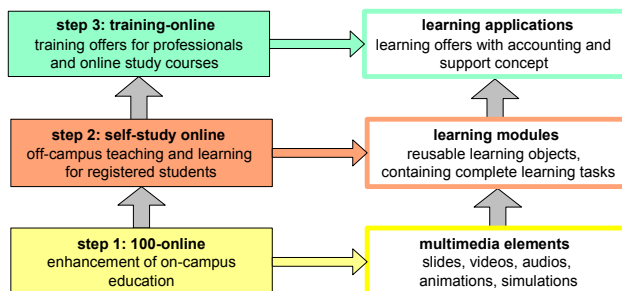 step 3: training-online
training offers for professionals
and online study courses
learning applications
learning offers with accounting and
support concept
step 2: self-study online
off-campus teaching and learning
for registered students
learning modules
reusable learning objects,
containing complete learning tasks
step 1: 100-online
enhancement of on-campus
education
multimedia elements
slides, videos, audios,
animations, simulations